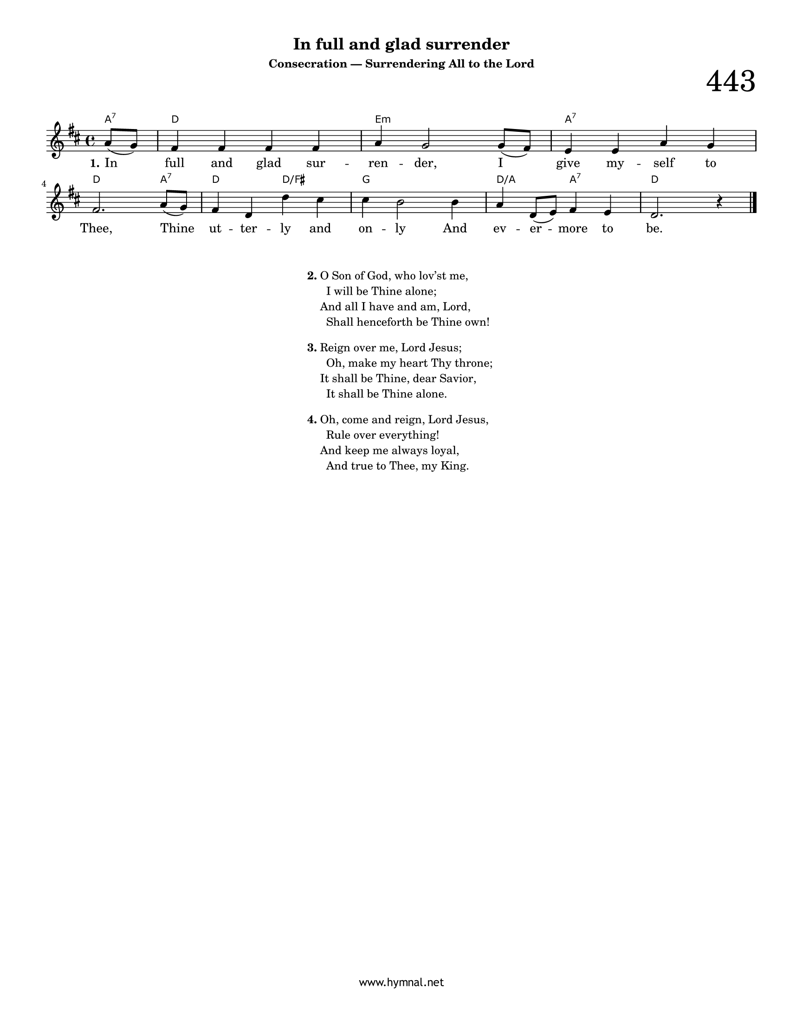 In full and glad surrender
Consecration — Surrendering All to the Lord
443
A7 D Em A7
1. In full and glad sur - ren - der, I give my - self to
4
D A7 D D/F♯ G D/A A7 D
Thee, Thine ut - ter - ly and on - ly And ev - er - more to be.
2. O Son of God, who lov'st me,
I will be Thine alone;
And all I have and am, Lord,
Shall henceforth be Thine own!
3. Reign over me, Lord Jesus;
Oh, make my heart Thy throne;
It shall be Thine, dear Savior,
It shall be Thine alone.
4. Oh, come and reign, Lord Jesus,
Rule over everything!
And keep me always loyal,
And true to Thee, my King.
www.hymnal.net